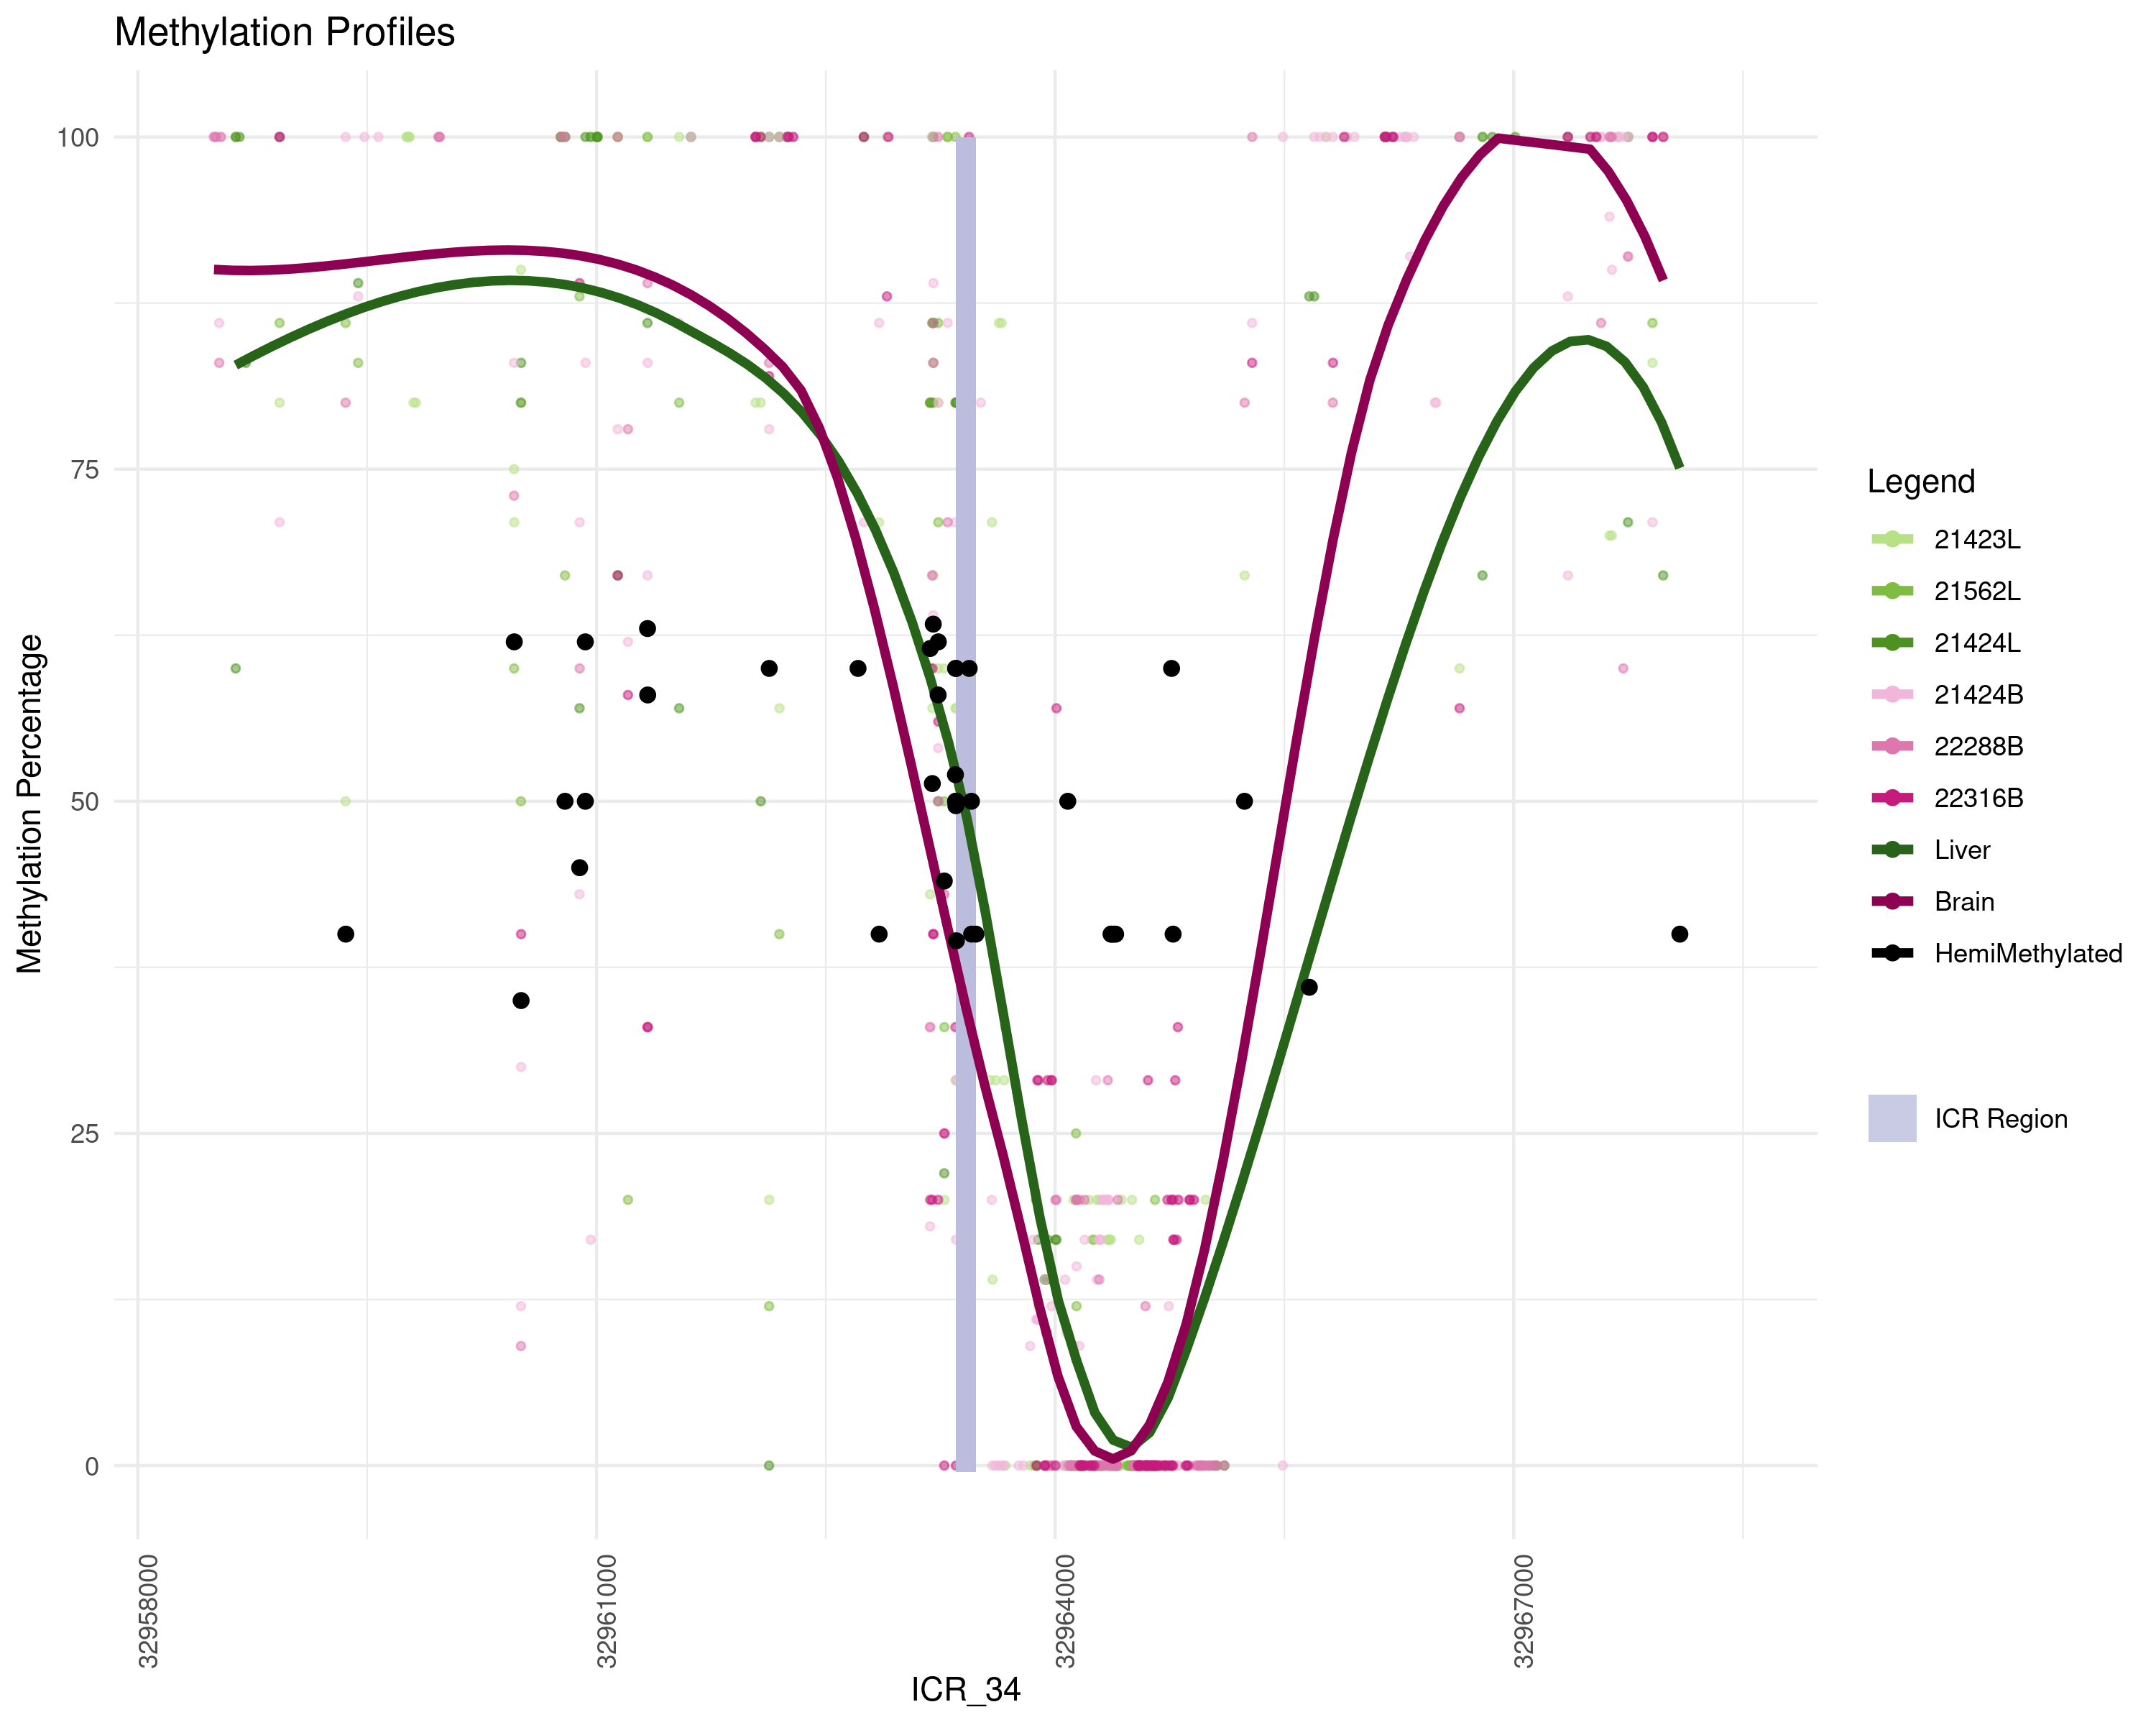 Methylation Profiles
100
75
50
25
0
Methylation Percentage
32958000
32961000
32964000
32967000
ICR_34
Legend
21423L
21562L
21424L
21424B
22288B
22316B
Liver
Brain
HemiMethylated
ICR Region